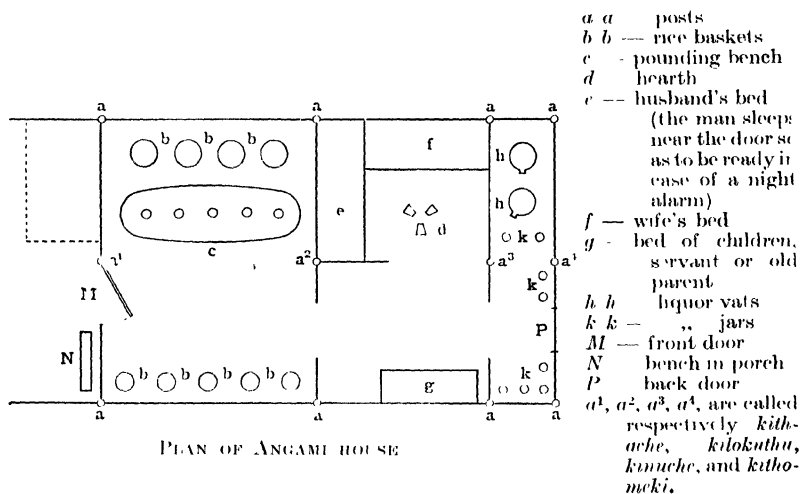 a a posts
b b — rice baskets
c - pounding bench
d hearth
e — husband's bed
(the man sleeps
near the door so
as to be ready in
case of a night
alarm)
f — wife's bed
g - bed of children,
servant or old
parent
h h liquor vats
k k — „ jars
M — front door
N bench in porch
P back door
a¹, a², a³, a⁴, are called
respectively kith-
ache, kilokuthu,
kinuche, and kitho-
meki.
a a a a
b b b b
f
h
e
h
d
c
k
a¹ a² a³ a⁴
M
k
P
N
b b b b
k
g
a a a a
PLAN OF ANGAMI HOUSE